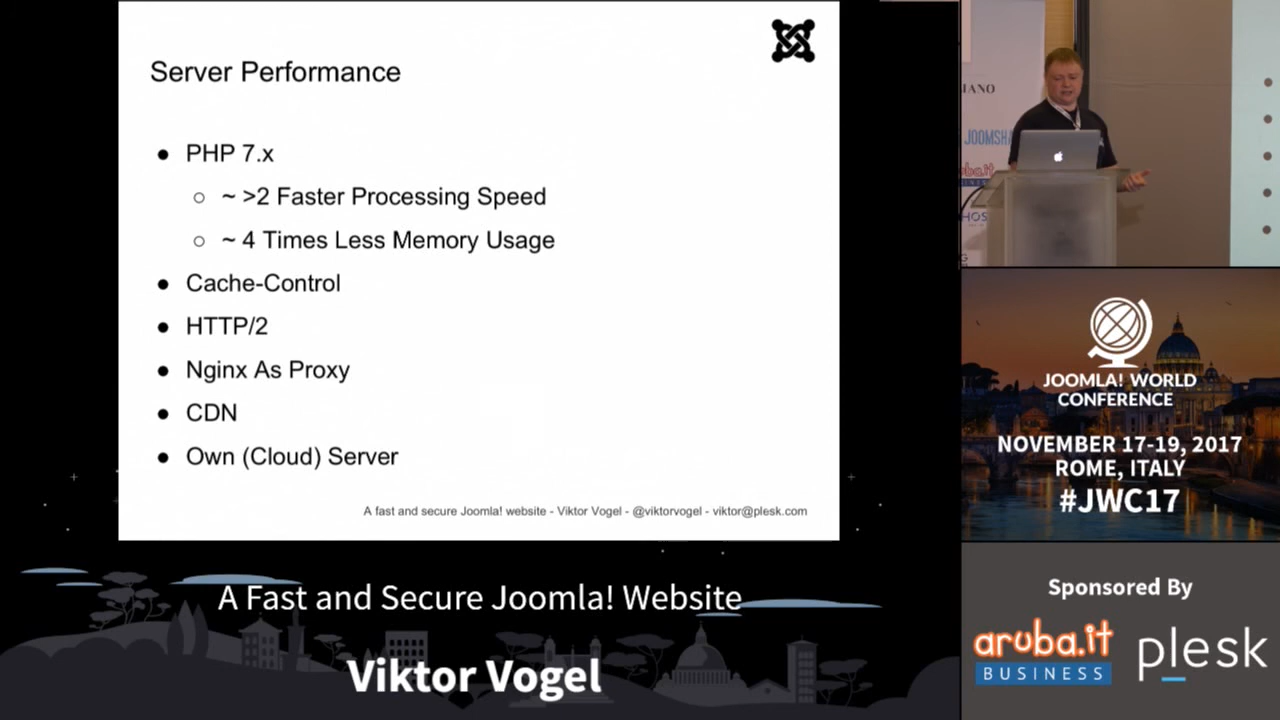 Server Performance
● PHP 7.x
○ ~ >2 Faster Processing Speed
○ ~ 4 Times Less Memory Usage
● Cache-Control
● HTTP/2
● Nginx As Proxy
● CDN
● Own (Cloud) Server
A fast and secure Joomla! website - Viktor Vogel - @viktorvogel - viktor@plesk.com
A Fast and Secure Joomla! Website
Viktor Vogel
JOOMLA! WORLD
CONFERENCE
NOVEMBER 17-19, 2017
ROME, ITALY
#JWC17
Sponsored By
aruba.it
BUSINESS
plesk